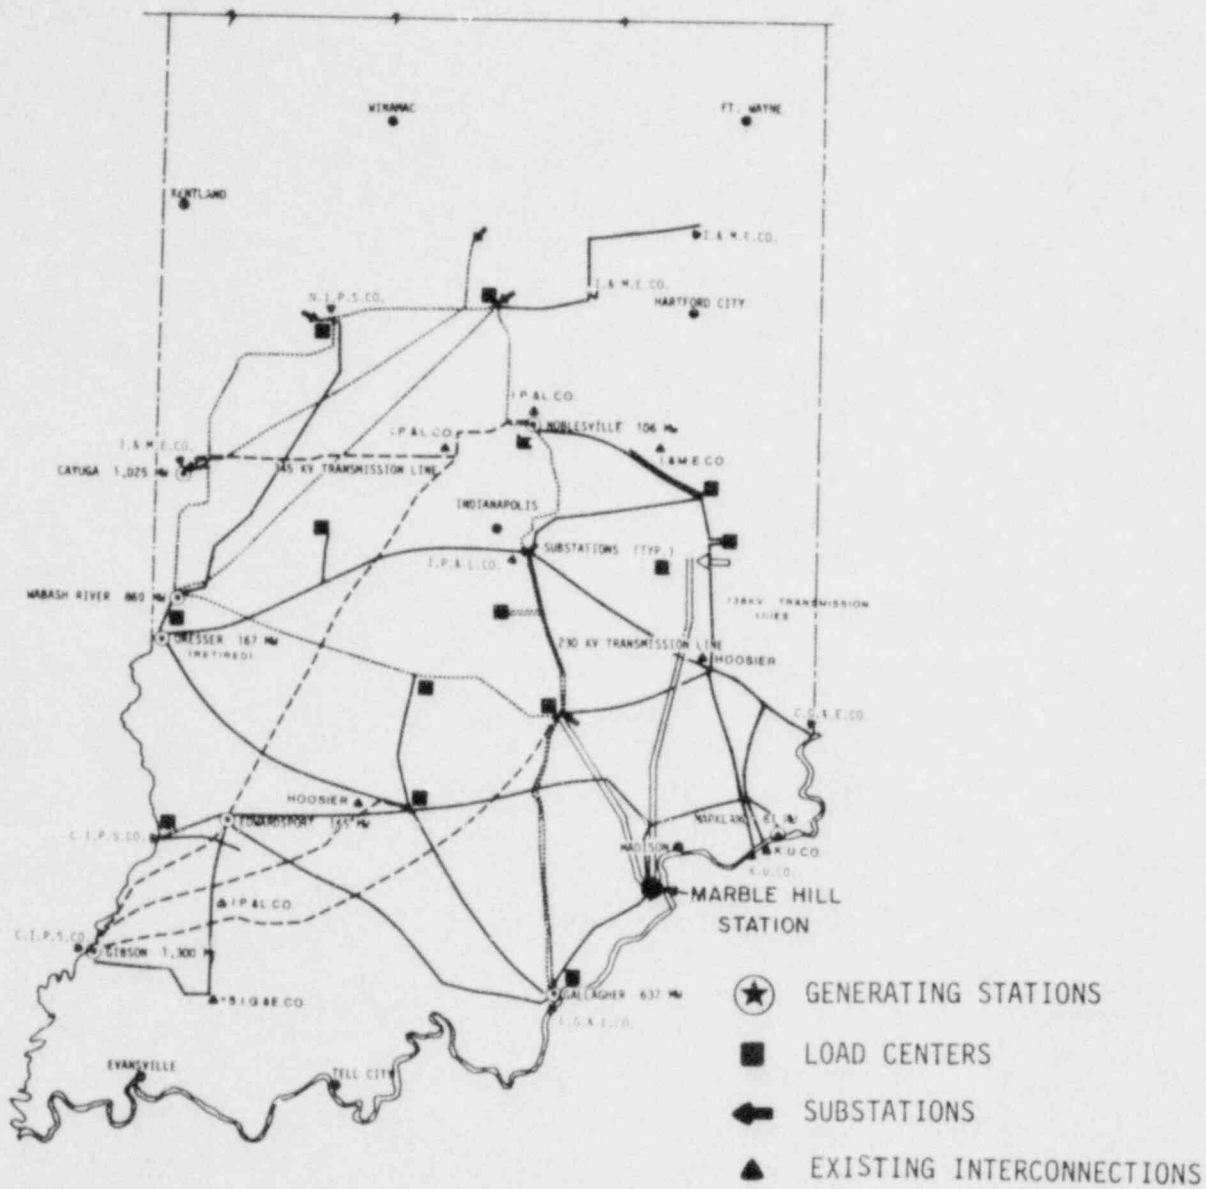 WINAMAC
FT. WAYNE
KENTLAND
I.& M.E.CO.
I.& M.E.CO.
N.I.P.S.CO.
HARTFORD CITY
I.P.&L.CO.
NOBLESVILLE 106 MW
I.P.&L.CO.
I.& M.E.CO.
I.&M.E.CO.
CAYUGA 1,025 MW
345 KV TRANSMISSION LINE
INDIANAPOLIS
SUBSTATIONS (TYP.)
I.P.& L.CO.
WABASH RIVER 860 MW
138KV TRANSMISSION
LINES
DRESSER 167 MW
(RETIRED)
230 KV TRANSMISSION LINE
HOOSIER
C.G.& E.CO.
HOOSIER
EDWARDSPORT 165 MW
MARKLAND 81 MW
C.I.P.S.CO.
MADISON
K.U.CO.
K.U.CO.
MARBLE HILL
STATION
I.P.&L.CO.
C.I.P.S.CO.
GIBSON 1,300
S.I.G.&E.CO.
GALLAGHER 637 MW
EVANSVILLE
TELL CITY
GENERATING STATIONS
LOAD CENTERS
SUBSTATIONS
EXISTING INTERCONNECTIONS